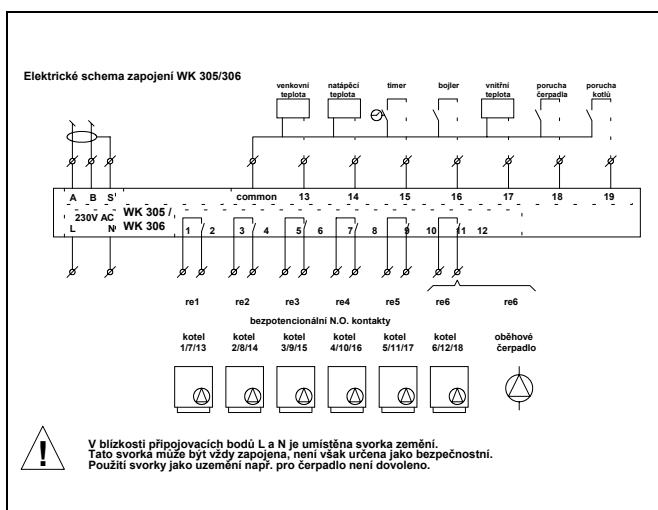 Elektrické schema zapojení WK 305/306
venkovní teplota
natápěcí teplota
timer
bojler
vnitřní teplota
porucha čerpadla
porucha kotlů
A B S common 13 14 15 16 17 18 19
230V AC
L N
WK 305 /
WK 306
1 2 3 4 5 6 7 8 9 10 11 12
re1 re2 re3 re4 re5 re6 re6
bezpotencionální N.O. kontakty
kotel 1/7/13
kotel 2/8/14
kotel 3/9/15
kotel 4/10/16
kotel 5/11/17
kotel 6/12/18
oběhové čerpadlo
!
V blízkosti připojovacích bodů L a N je umístěna svorka zemění.
Tato svorka může být vždy zapojena, není však určena jako bezpečnostní.
Použití svorky jako uzemění např. pro čerpadlo není dovoleno.